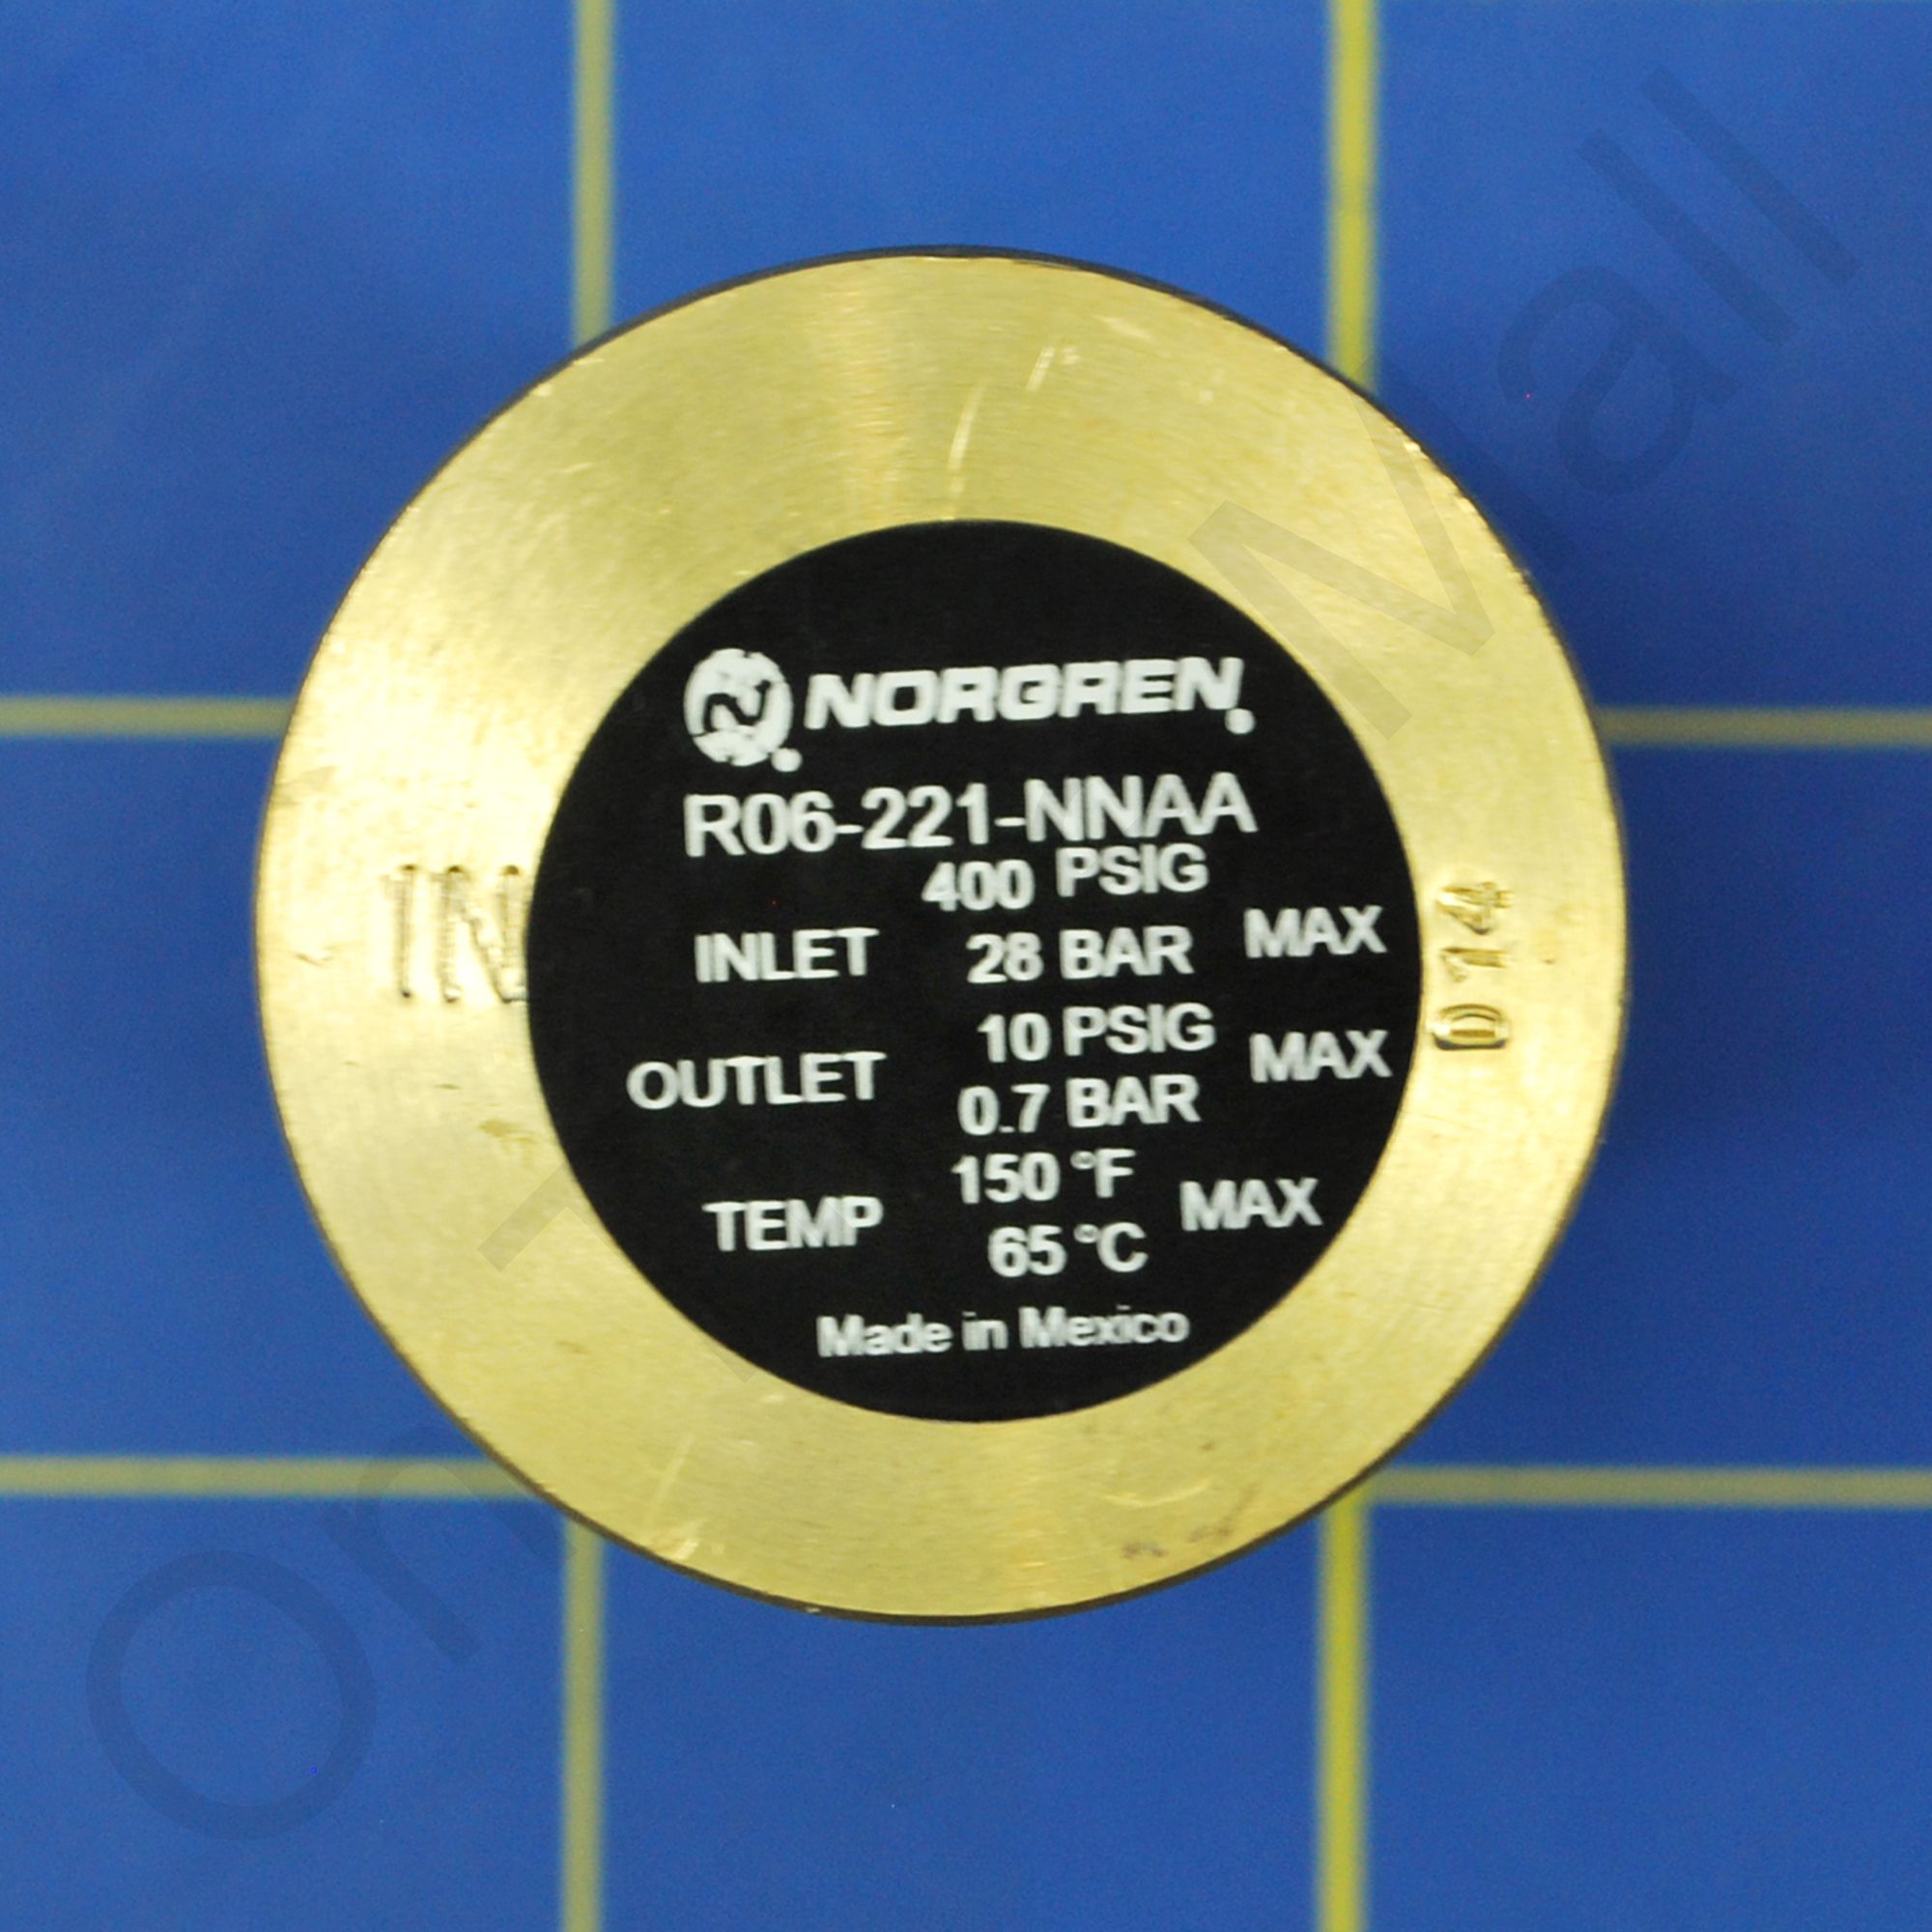 NORGREN
R06-221-NNAA
400 PSIG
INLET 28 BAR MAX
10 PSIG
OUTLET MAX
0.7 BAR
150 °F
TEMP MAX
65 °C
Made in Mexico
IN
D14
OnTimeMall